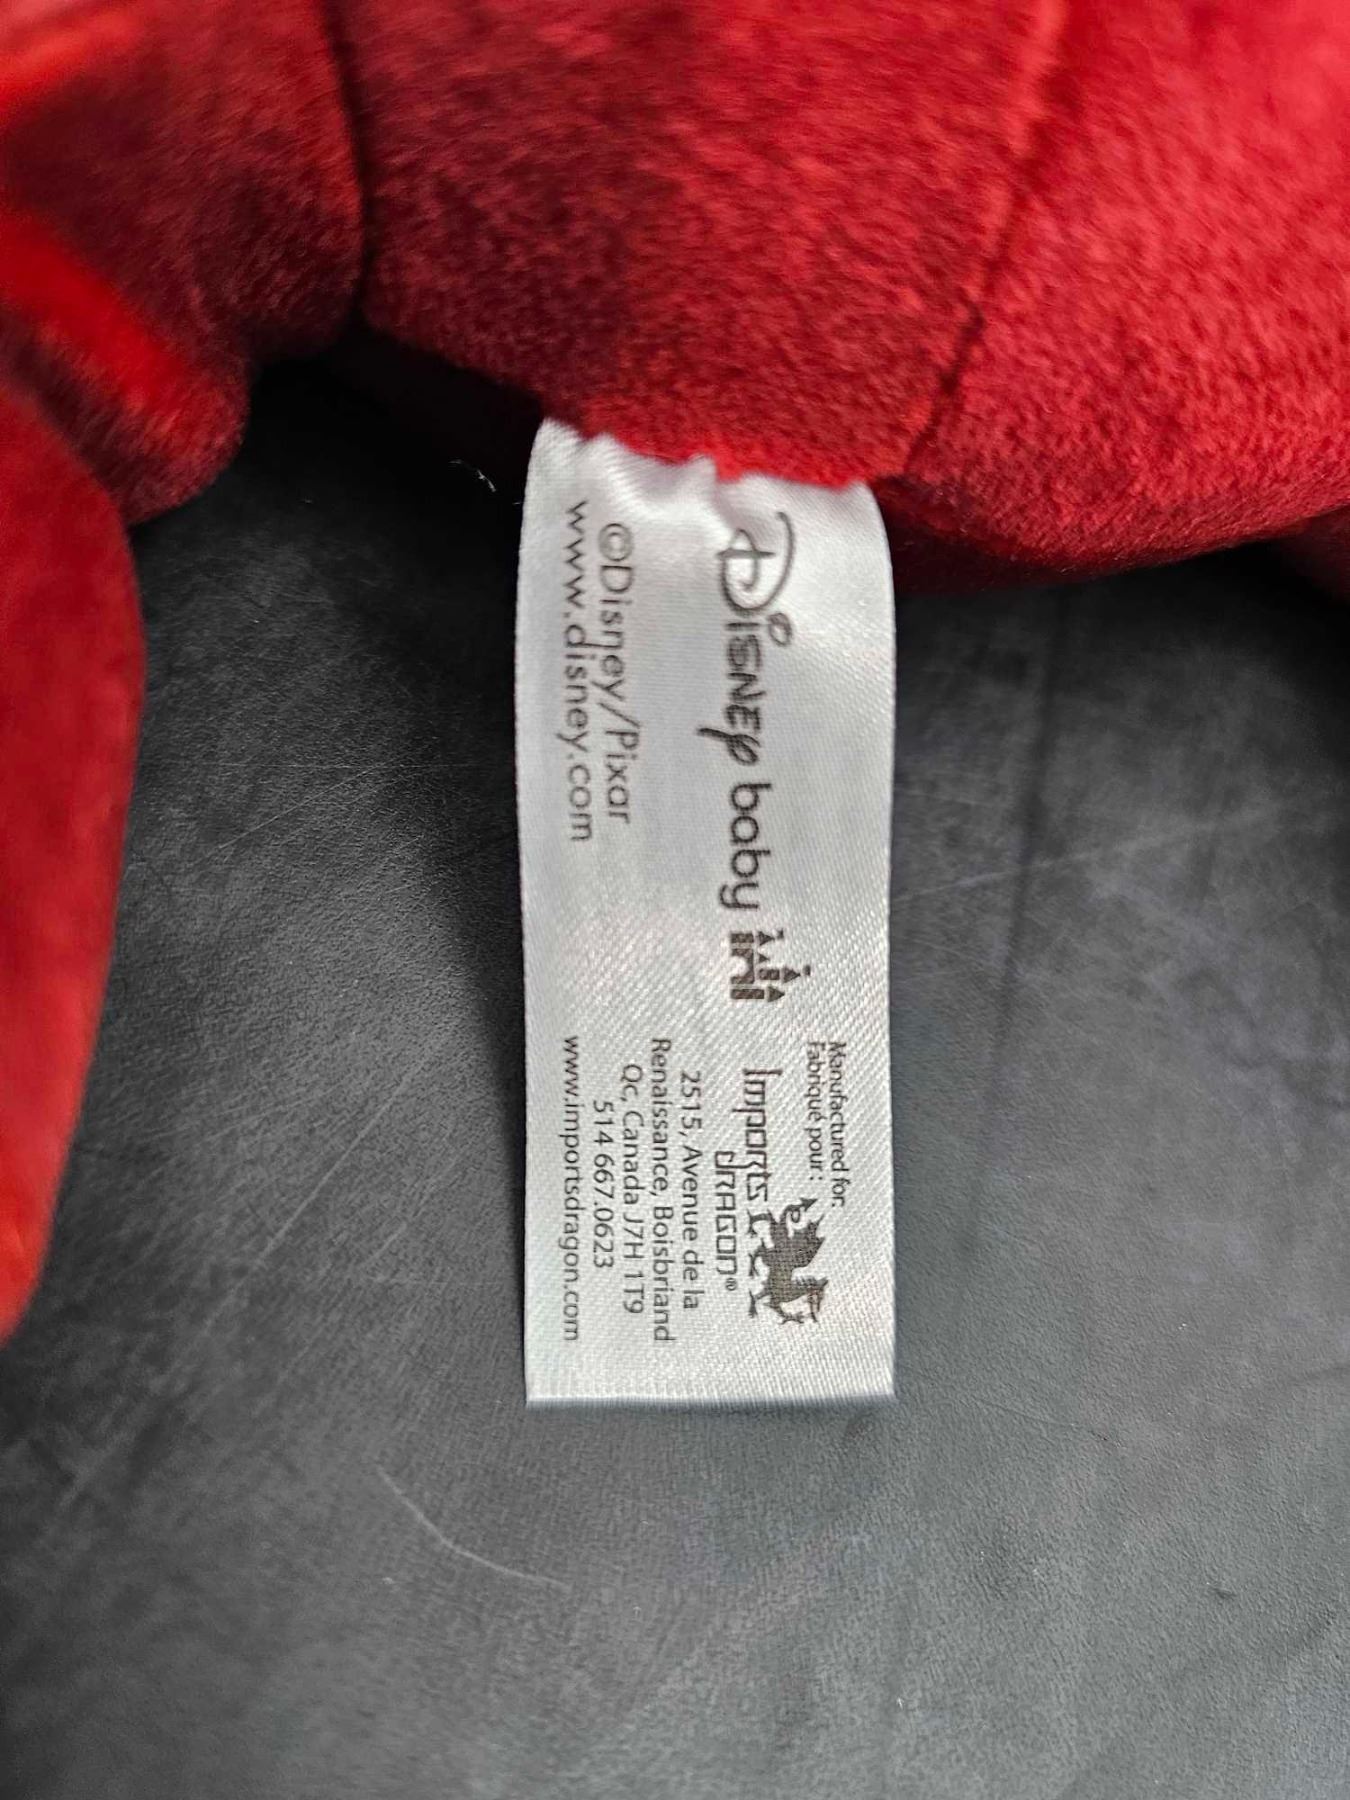 Disney baby
©Disney/Pixar
www.disney.com
Manufactured for:
Fabriqué pour :
Imports
dRAGON®
2515, Avenue de la
Renaissance, Boisbriand
Qc, Canada J7H 1T9
514 667.0623
www.importsdragon.com